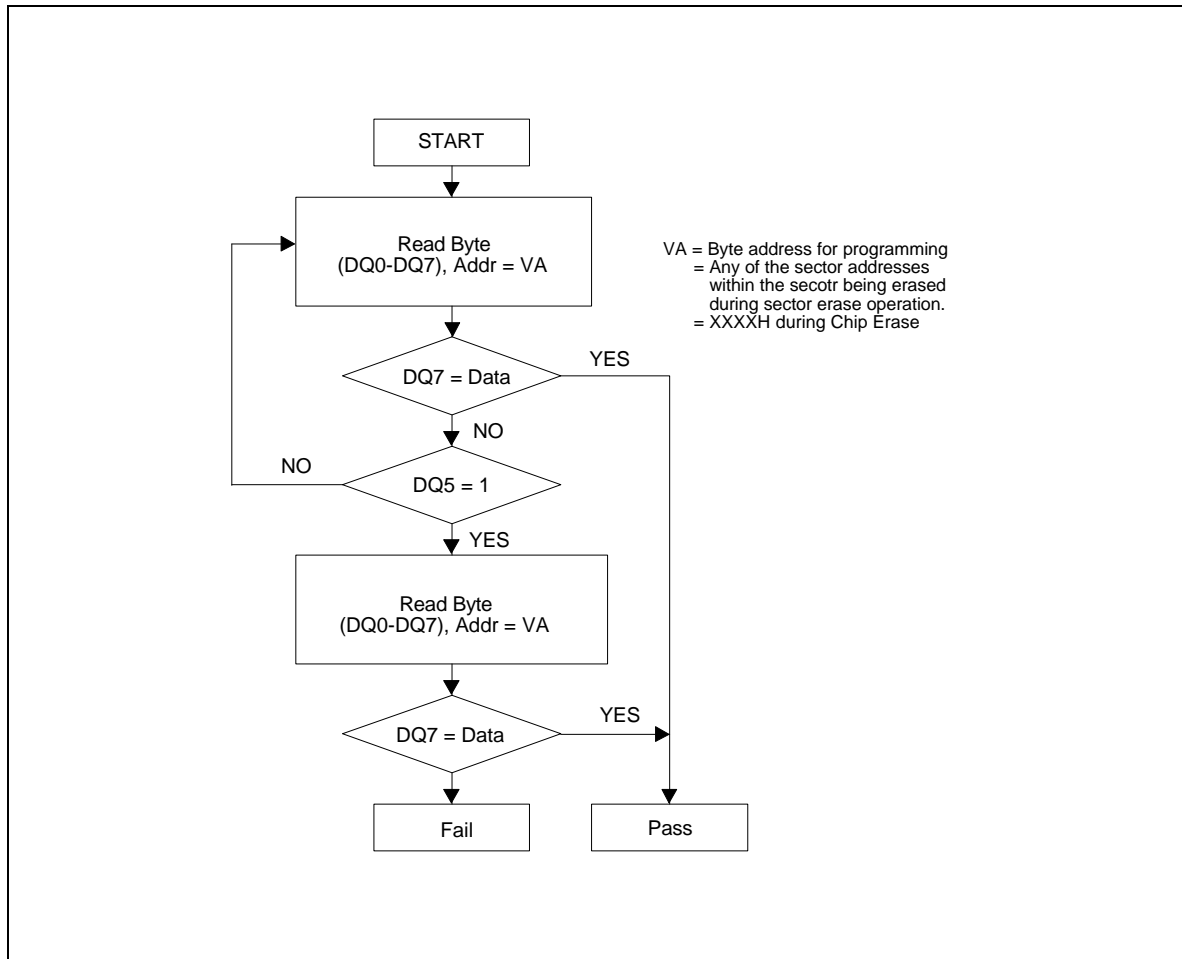 START
Read Byte
(DQ0-DQ7), Addr = VA
VA = Byte address for programming
= Any of the sector addresses
within the secotr being erased
during sector erase operation.
= XXXXH during Chip Erase
YES
DQ7 = Data
NO
NO
DQ5 = 1
YES
Read Byte
(DQ0-DQ7), Addr = VA
YES
DQ7 = Data
Fail
Pass